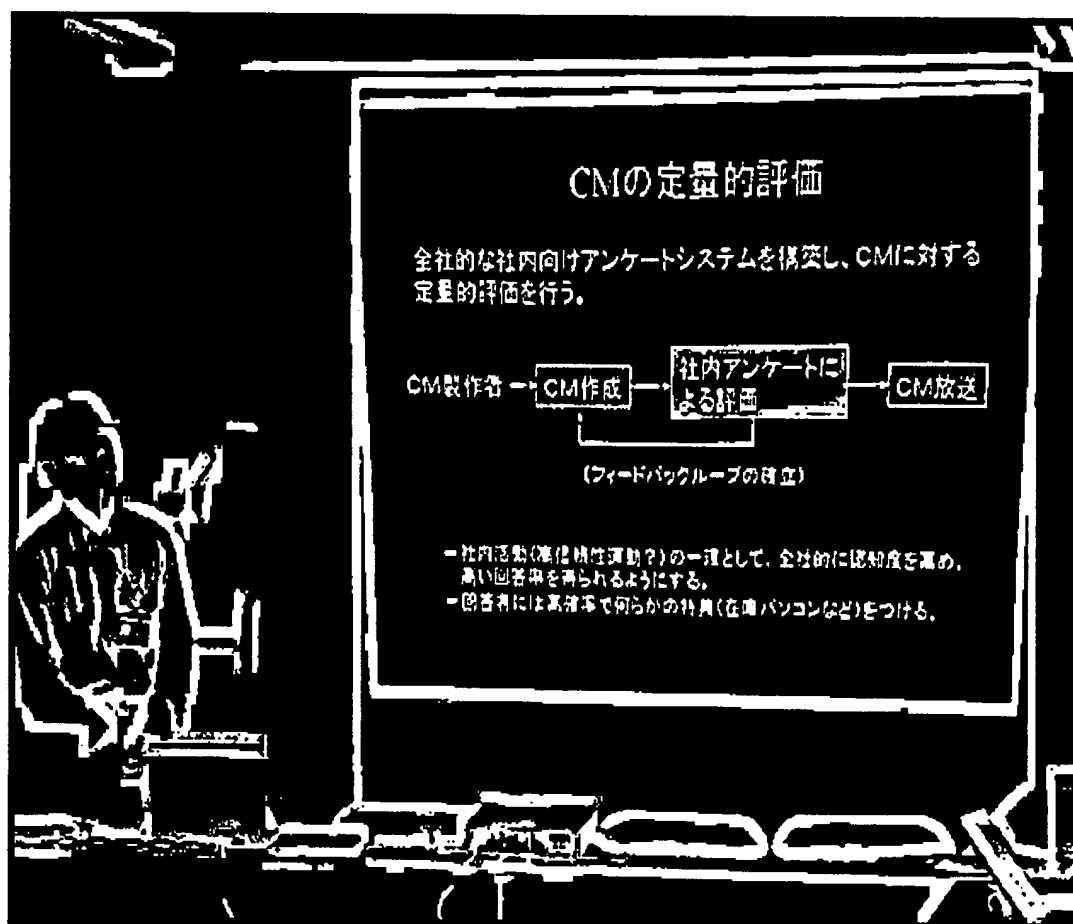 CMの定量的評価
全社的な社内向けアンケートシステムを構築し、CMに対する
定量的評価を行う。
CM製作者
CM作成
社内アンケートに
よる評価
CM放送
(フィードバックループの確立)
－社内活動(高信頼性運動?)の一環として、全社的に認知度を高め、
高い回答率を得られるようにする。
－回答者には高確率で何らかの特典(在庫パソコンなど)をつける。